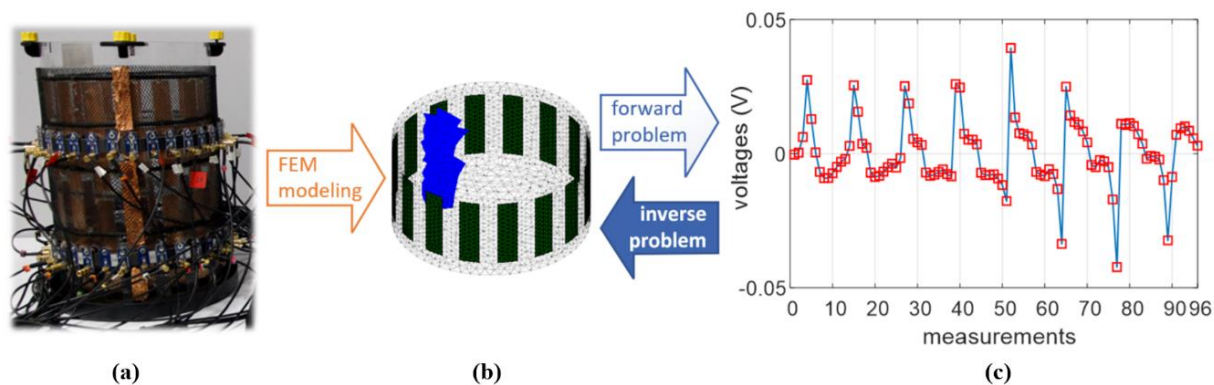 FEM
modeling
forward
problem
inverse
problem
voltages (V)
0.05
0
-0.05
0 10 20 30 40 50 60 70 80 90 96
measurements
(a) (b) (c)